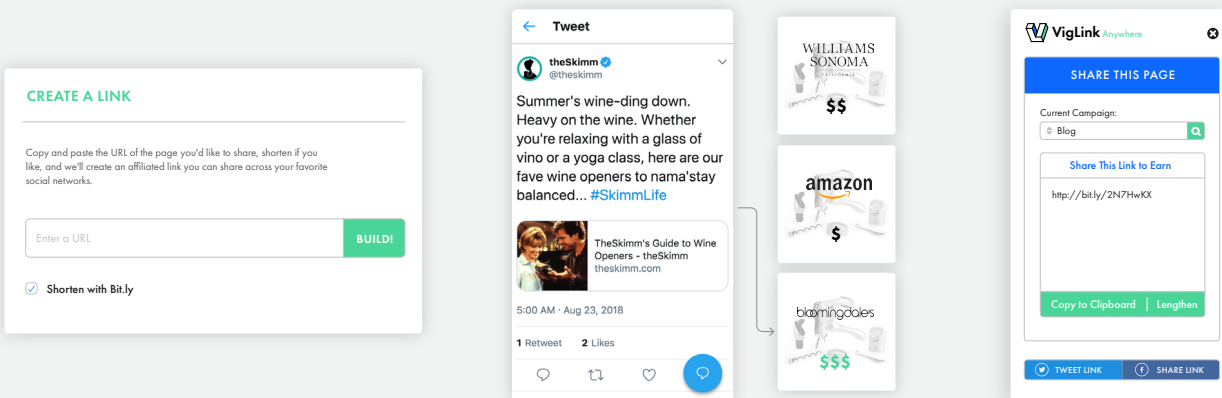 CREATE A LINK
Copy and paste the URL of the page you'd like to share, shorten if you
like, and we'll create an affiliated link you can share across your favorite
social networks.
Enter a URL
BUILD!
Shorten with Bit.ly
Tweet
theSkimm
@theskimm
Summer's wine-ding down.
Heavy on the wine. Whether
you're relaxing with a glass of
vino or a yoga class, here are our
fave wine openers to nama'stay
balanced... #SkimmLife
TheSkimm's Guide to Wine
Openers - theSkimm
theskimm.com
5:00 AM · Aug 23, 2018
1 Retweet 2 Likes
WILLIAMS
SONOMA
CALIFORNIA
$$
amazon
$
bloomingdales
$$$
VigLink Anywhere
SHARE THIS PAGE
Current Campaign:
Blog
Share This Link to Earn
http://bit.ly/2N7HwKX
Copy to Clipboard | Lengthen
TWEET LINK
SHARE LINK